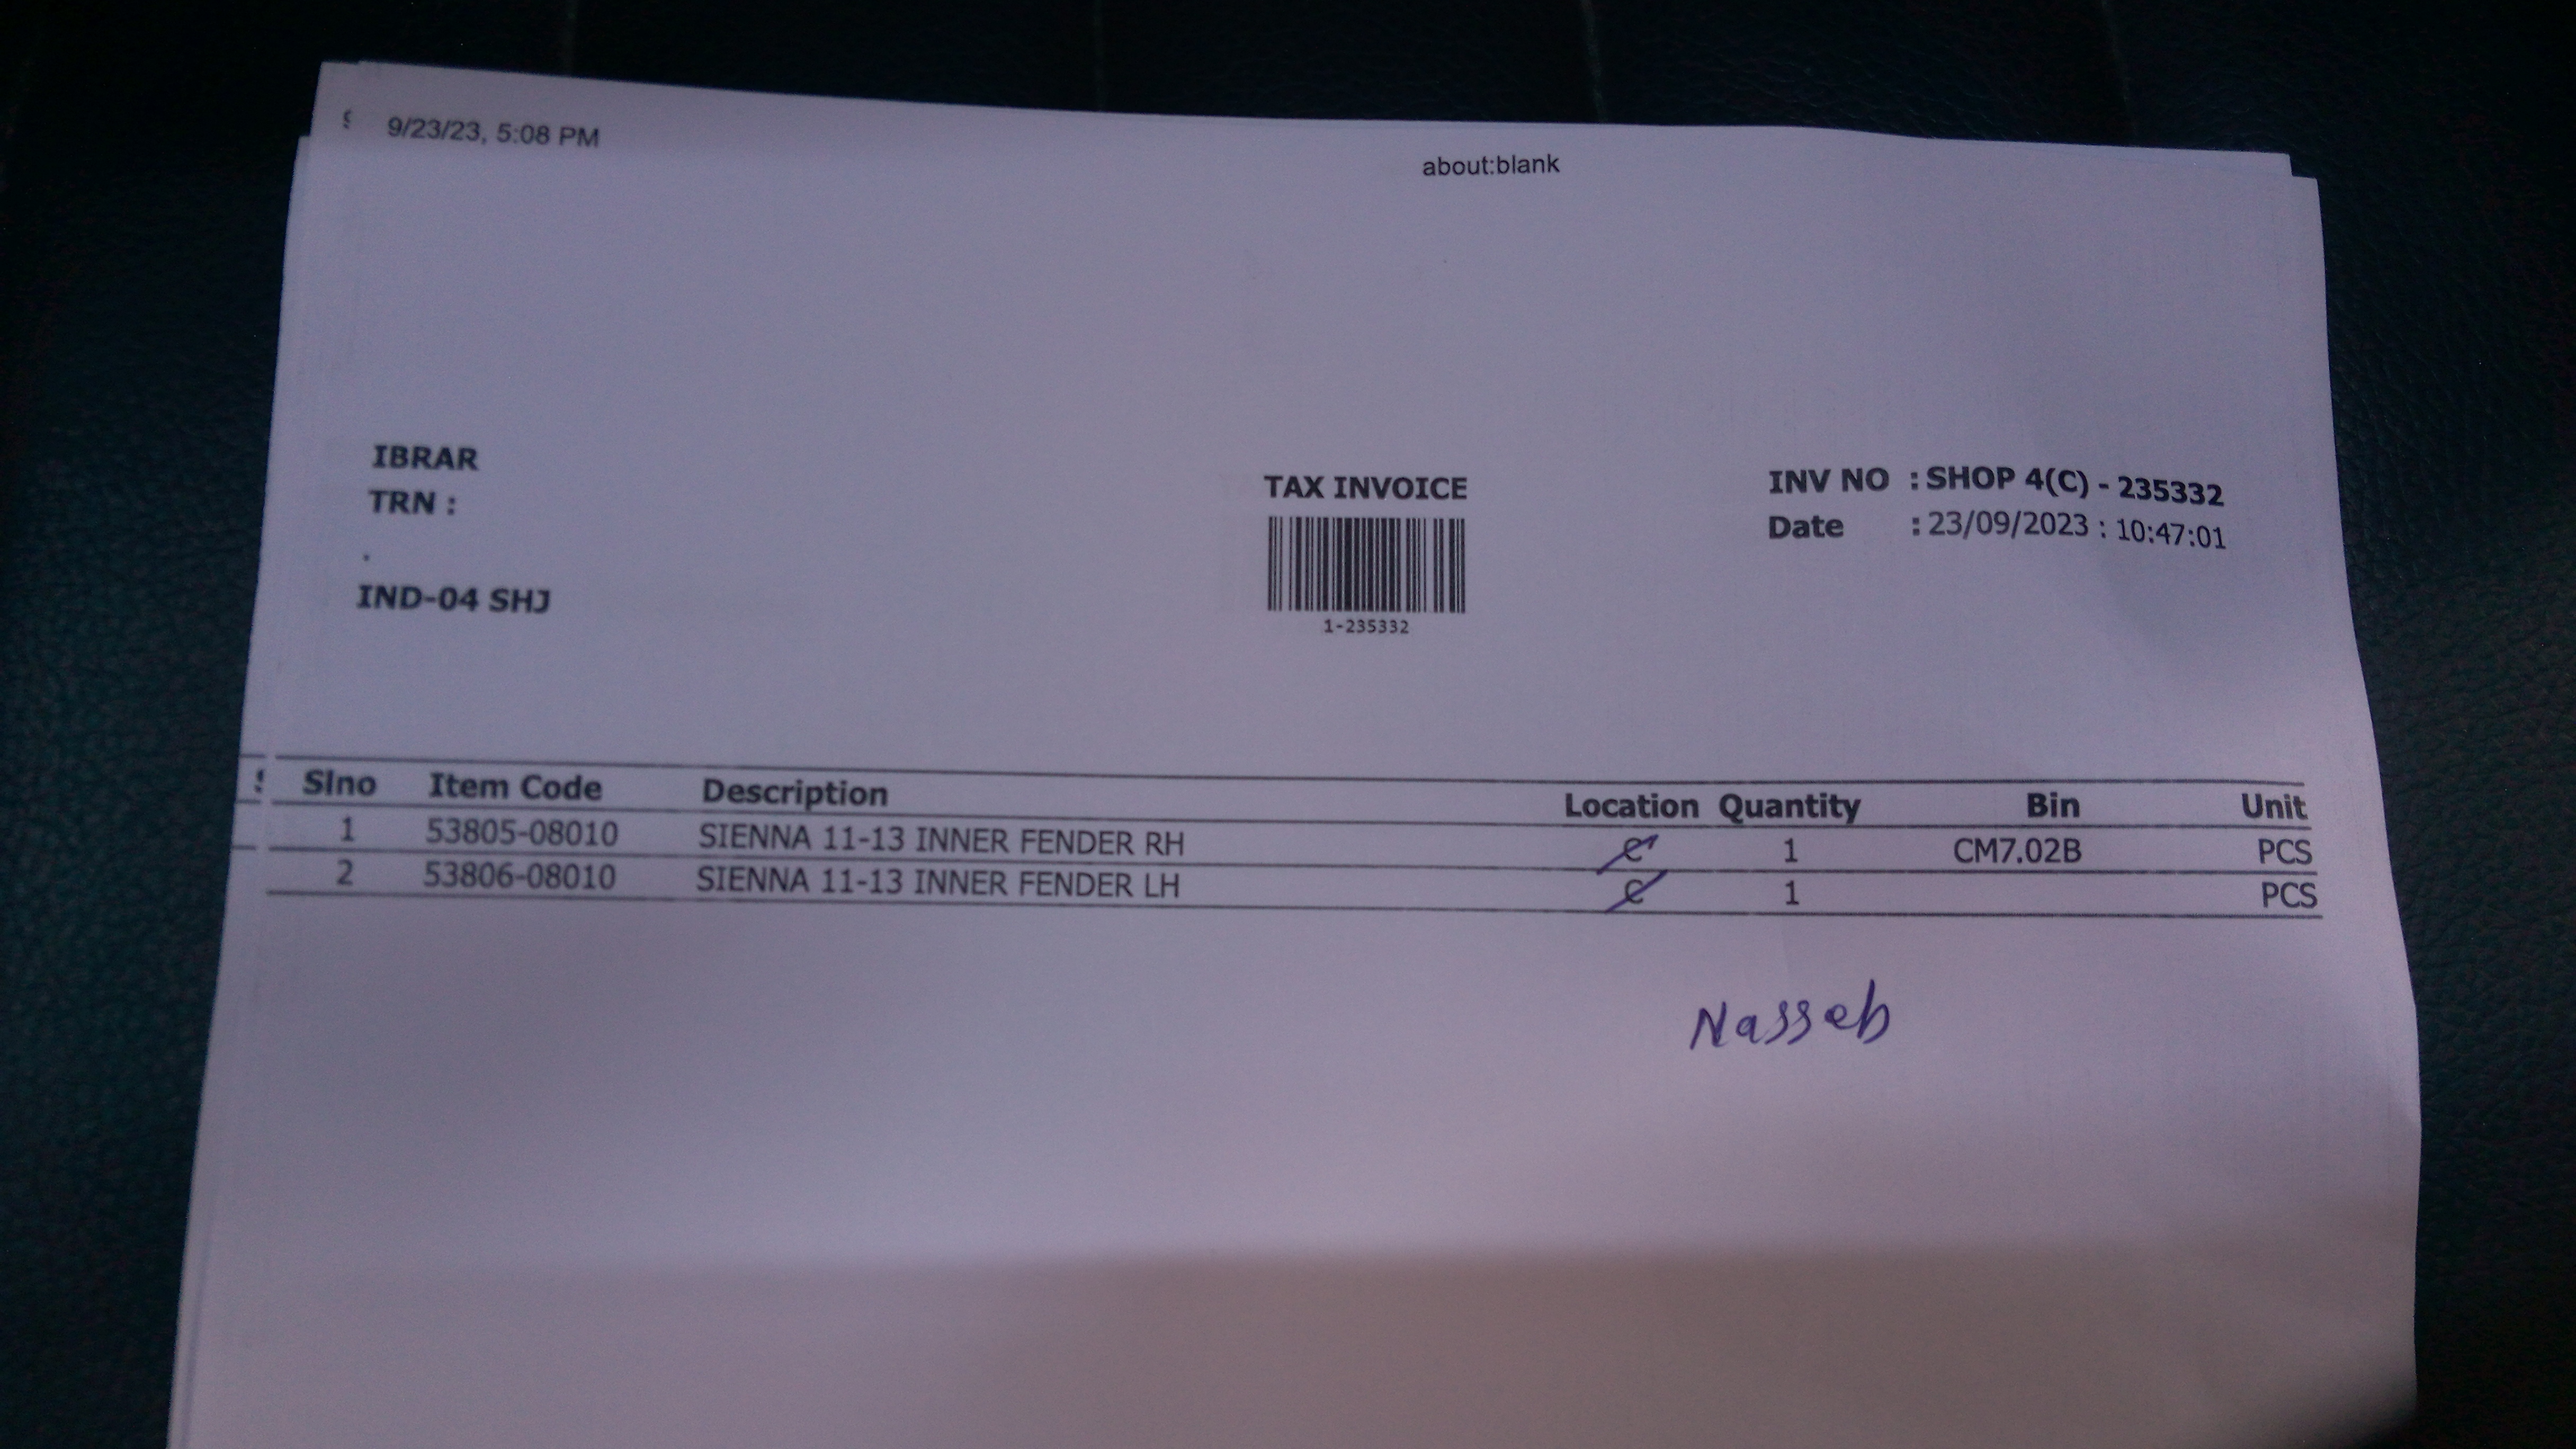 9/23/23, 5:08 PM
about:blank
IBRAR
TRN :
.
IND-04 SHJ
TAX INVOICE
1-235332
INV NO : SHOP 4(C) - 235332
Date : 23/09/2023 : 10:47:01
Slno Item Code Description Location Quantity Bin Unit
1 53805-08010 SIENNA 11-13 INNER FENDER RH C 1 CM7.02B PCS
2 53806-08010 SIENNA 11-13 INNER FENDER LH C 1 PCS
Nasseb